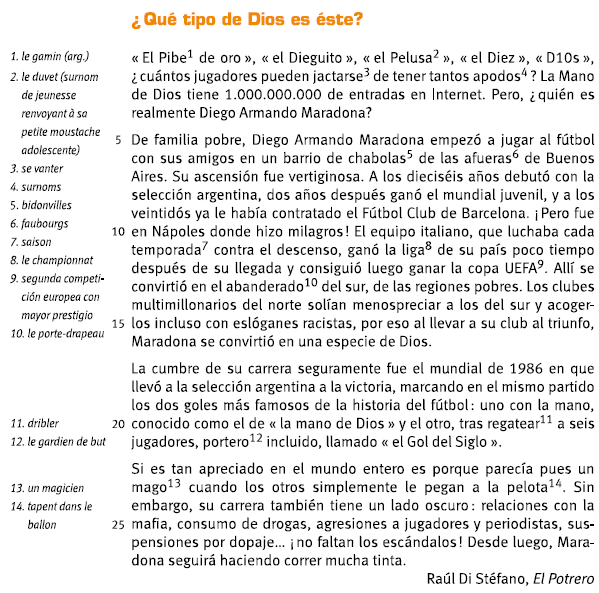 ¿Qué tipo de Dios es éste?
1. le gamin (arg.)
2. le duvet (surnom
de jeunesse
renvoyant à sa
petite moustache
adolescente)
3. se vanter
4. surnoms
5. bidonvilles
6. faubourgs
7. saison
8. le championnat
9. segunda competi-
ción europea con
mayor prestigio
10. le porte-drapeau
11. dribler
12. le gardien de but
13. un magicien
14. tapent dans le
ballon
« El Pibe1 de oro », « el Dieguito », « el Pelusa2 », « el Diez », « D10s »,
¿cuántos jugadores pueden jactarse3 de tener tantos apodos4 ? La Mano
de Dios tiene 1.000.000.000 de entradas en Internet. Pero, ¿quién es
realmente Diego Armando Maradona?
5 De familia pobre, Diego Armando Maradona empezó a jugar al fútbol
con sus amigos en un barrio de chabolas5 de las afueras6 de Buenos
Aires. Su ascensión fue vertiginosa. A los dieciséis años debutó con la
selección argentina, dos años después ganó el mundial juvenil, y a los
veintidós ya le había contratado el Fútbol Club de Barcelona. ¡Pero fue
10 en Nápoles donde hizo milagros! El equipo italiano, que luchaba cada
temporada7 contra el descenso, ganó la liga8 de su país poco tiempo
después de su llegada y consiguió luego ganar la copa UEFA9. Allí se
convirtió en el abanderado10 del sur, de las regiones pobres. Los clubes
multimillonarios del norte solían menospreciar a los del sur y acoger-
15 los incluso con eslóganes racistas, por eso al llevar a su club al triunfo,
Maradona se convirtió en una especie de Dios.
La cumbre de su carrera seguramente fue el mundial de 1986 en que
llevó a la selección argentina a la victoria, marcando en el mismo partido
los dos goles más famosos de la historia del fútbol : uno con la mano,
20 conocido como el de « la mano de Dios » y el otro, tras regatear11 a seis
jugadores, portero12 incluido, llamado « el Gol del Siglo ».
Si es tan apreciado en el mundo entero es porque parecía pues un
mago13 cuando los otros simplemente le pegan a la pelota14. Sin
embargo, su carrera también tiene un lado oscuro : relaciones con la
25 mafia, consumo de drogas, agresiones a jugadores y periodistas, sus-
pensiones por dopaje... ¡no faltan los escándalos! Desde luego, Mara-
dona seguirá haciendo correr mucha tinta.
Raúl Di Stéfano, El Potrero